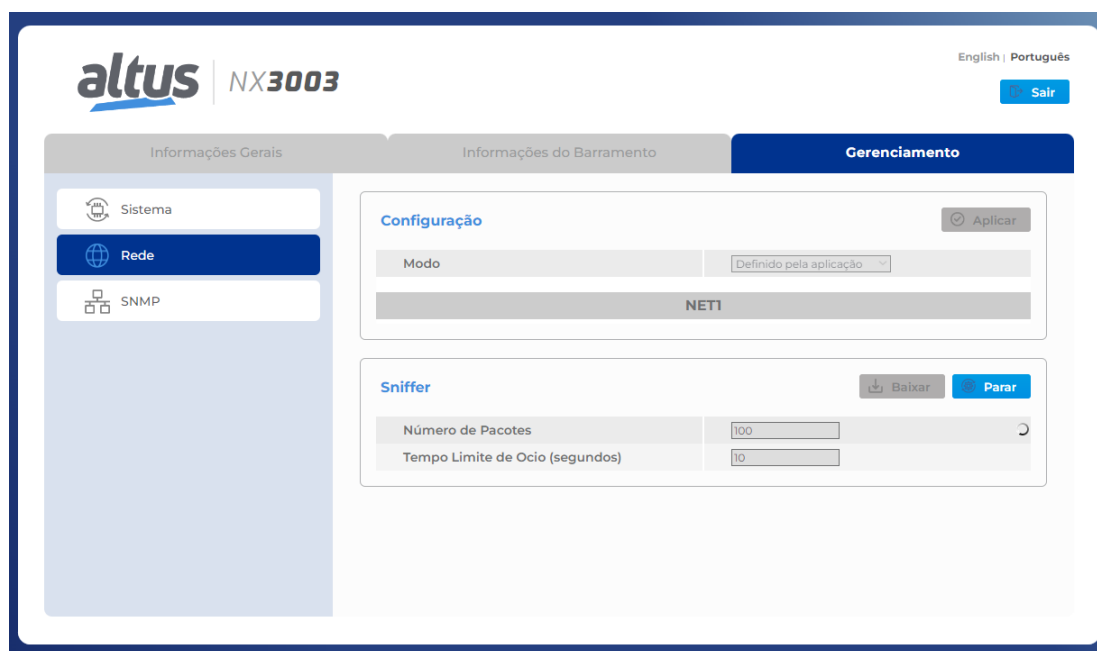 English | Português
altus NX3003
Sair
Informações Gerais Informações do Barramento Gerenciamento
Sistema
Rede
SNMP
Configuração Aplicar
Modo Definido pela aplicação
NET1
Sniffer Baixar Parar
Número de Pacotes 100
Tempo Limite de Ocio (segundos) 10